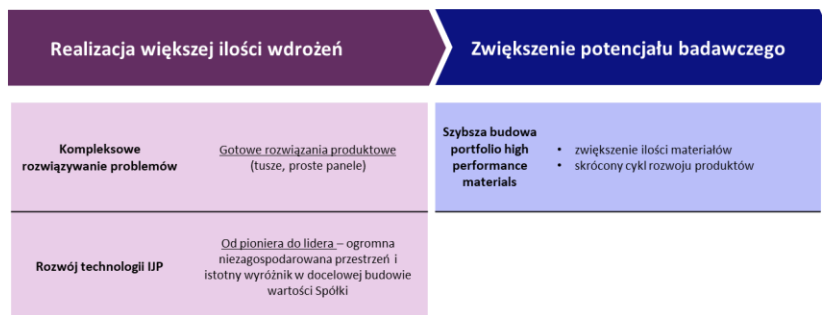 Realizacja większej ilości wdrożeń
Zwiększenie potencjału badawczego
Kompleksowe
rozwiązywanie problemów
Gotowe rozwiązania produktowe
(tusze, proste panele)
Szybsza budowa
portfolio high
performance
materials
• zwiększenie ilości materiałów
• skrócony cykl rozwoju produktów
Rozwój technologii IJP
Od pioniera do lidera – ogromna
niezagospodarowana przestrzeń i
istotny wyróżnik w docelowej budowie
wartości Spółki